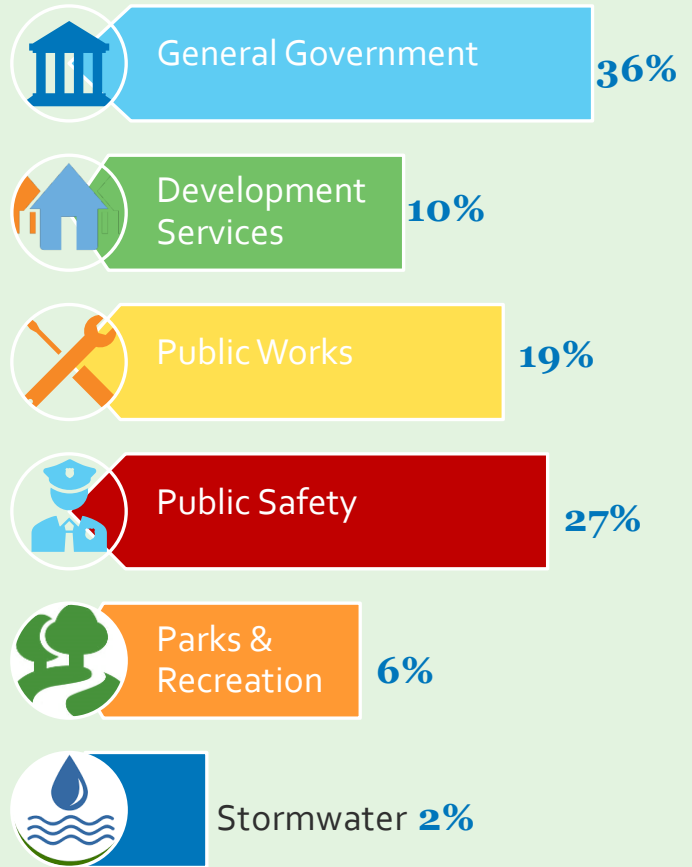 General Government
36%
Development
Services
10%
Public Works
19%
Public Safety
27%
Parks &
Recreation
6%
Stormwater 2%